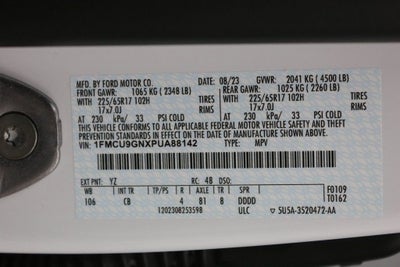 MFD. BY FORD MOTOR CO. 08/23 GVWR: 2041 KG ( 4500 LB)
FRONT GAWR: 1065 KG ( 2348 LB) REAR GAWR: 1025 KG ( 2260 LB)
225/65R17 102H TIRES 225/65R17 102H
17x7.0J RIMS 17x7.0J
AT 230 kPa/ 33 PSI COLD AT 230 kPa/ 33 PSI COLD
THIS VEHICLE CONFORMS TO ALL APPLICABLE FEDERAL MOTOR VEHICLE SAFETY AND THEFT PREVENTION STANDARDS IN
EFFECT ON THE DATE OF MANUFACTURE SHOWN ABOVE.
VIN: 1FMCU9GNXPUA88142 TYPE: MPV
EXT PNT: YZ RC: 48 DSO: F0109
WB INT TR TP/PS R AXLE TR SPR T0162
106 CB 4 81 8 DDDD
1202308253598 ULC 5U5A-3520472-AA